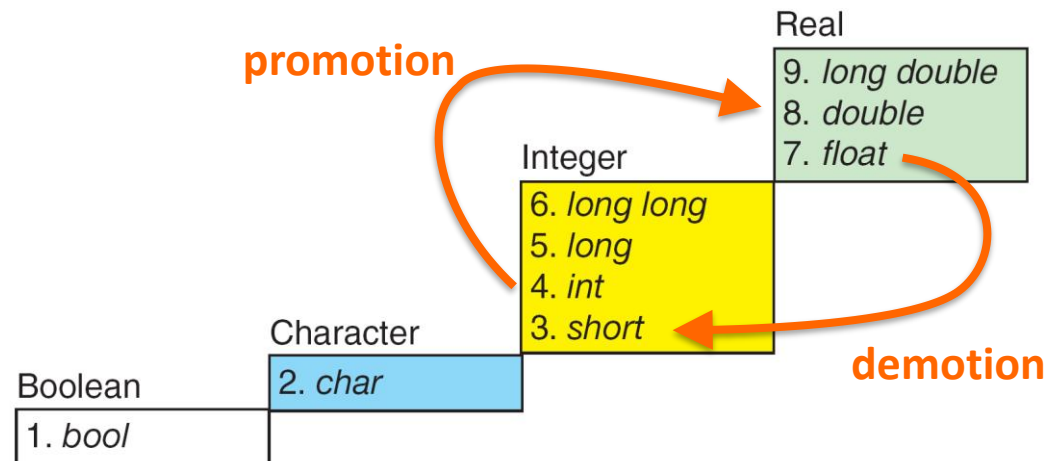 Real
promotion
9. long double
8. double
7. float
Integer
6. long long
5. long
4. int
3. short
Character
2. char
demotion
Boolean
1. bool